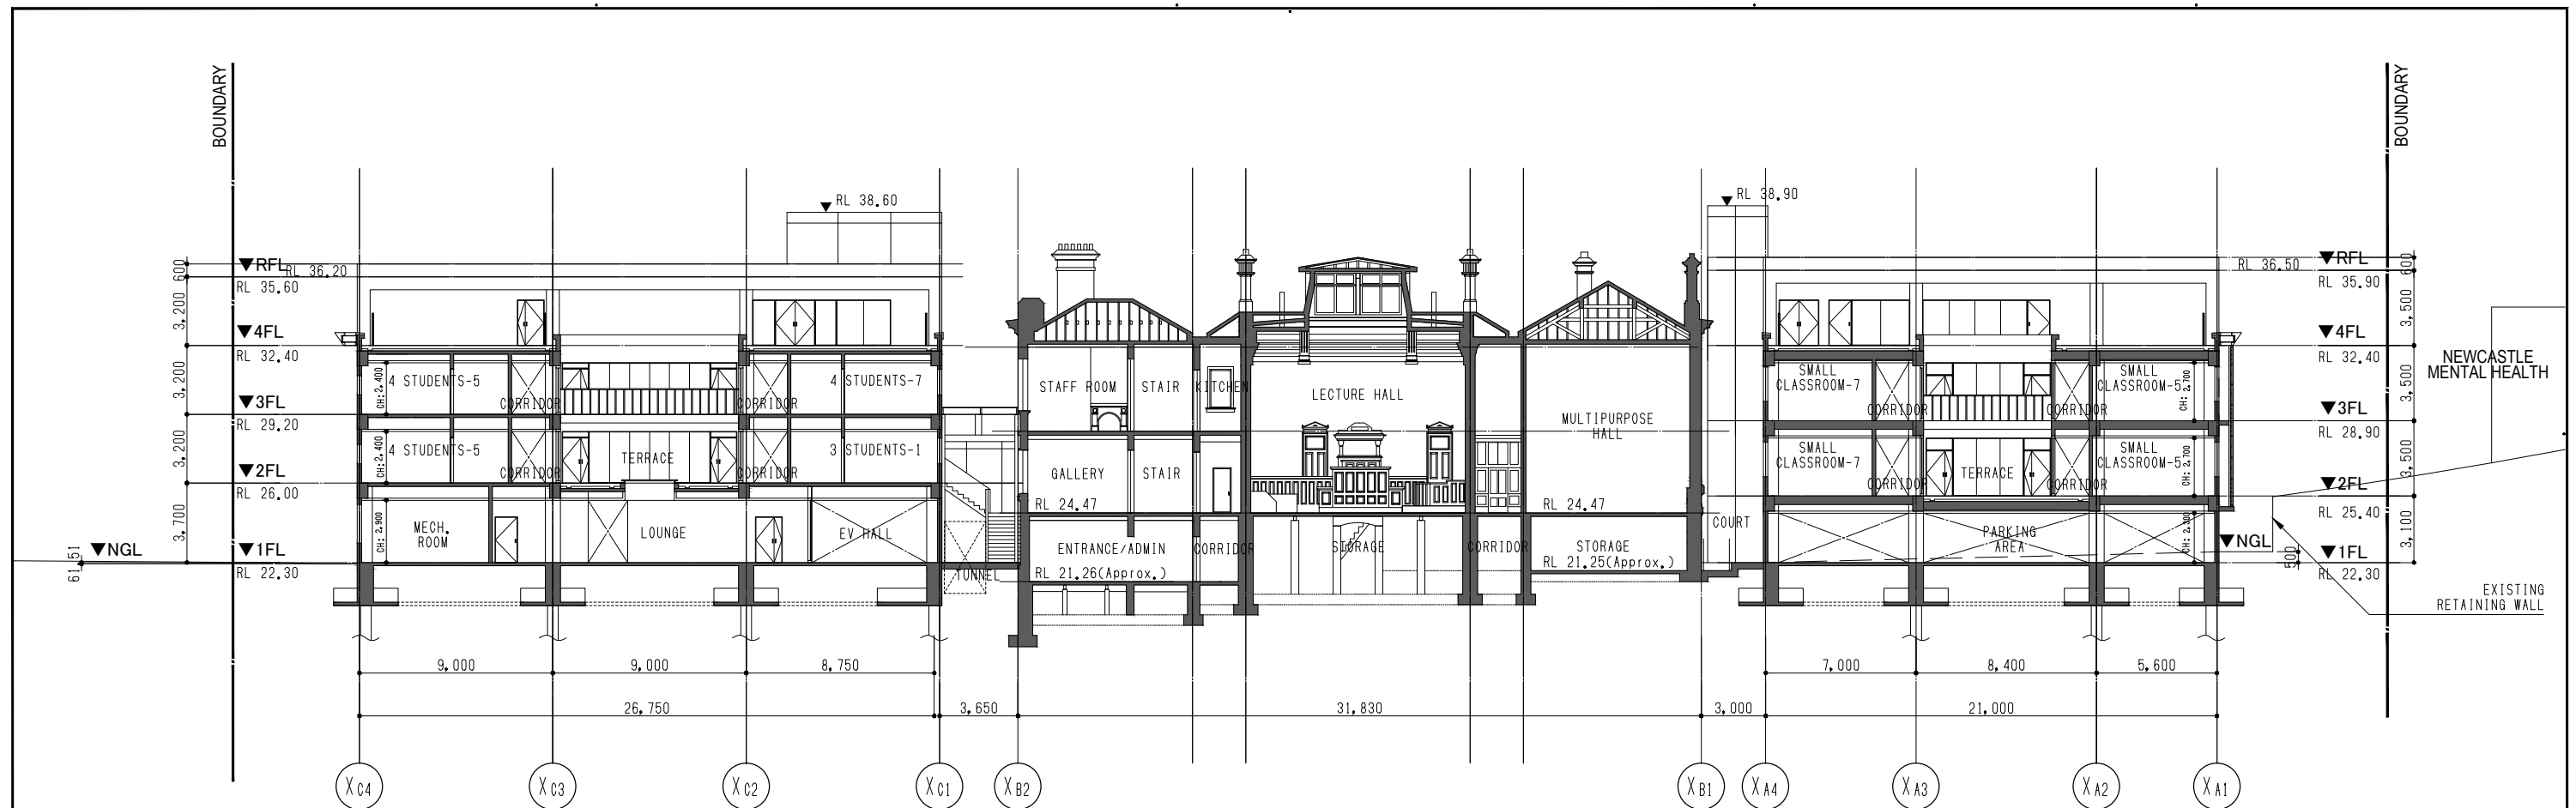 BOUNDARY
BOUNDARY
RL 38.60
RL 38.90
▼RFL
RL 36.20
600
RL 35.60
3,200
▼4FL
RL 32.40
3,200
▼3FL
RL 29.20
3,200
▼2FL
RL 26.00
3,700
▼NGL
▼1FL
RL 22.30
61
151
4 STUDENTS-5
CH:2,400
CORRIDOR
CORRIDOR
4 STUDENTS-7
4 STUDENTS-5
CH:2,400
CORRIDOR
TERRACE
CORRIDOR
3 STUDENTS-1
CH:2,900
MECH.
ROOM
LOUNGE
EV HALL
TUNNEL
STAFF ROOM
STAIR
KITCHEN
LECTURE HALL
MULTIPURPOSE
HALL
GALLERY
STAIR
RL 24.47
RL 24.47
ENTRANCE/ADMIN
RL 21.26(Approx.)
CORRIDOR
STORAGE
CORRIDOR
STORAGE
RL 21.25(Approx.)
COURT
SMALL
CLASSROOM-7
CORRIDOR
CORRIDOR
SMALL
CLASSROOM-5
CH:2,700
SMALL
CLASSROOM-7
CORRIDOR
TERRACE
CORRIDOR
SMALL
CLASSROOM-5
CH:2,700
PARKING
AREA
▼RFL
RL 36.50
600
RL 35.90
3,500
▼4FL
RL 32.40
3,500
▼3FL
RL 28.90
3,500
▼2FL
RL 25.40
3,100
▼NGL
▼1FL
500
RL 22.30
NEWCASTLE
MENTAL HEALTH
EXISTING
RETAINING WALL
9,000
9,000
8,750
7,000
8,400
5,600
26,750
3,650
31,830
3,000
21,000
XC4
XC3
XC2
XC1
XB2
XB1
XA4
XA3
XA2
XA1